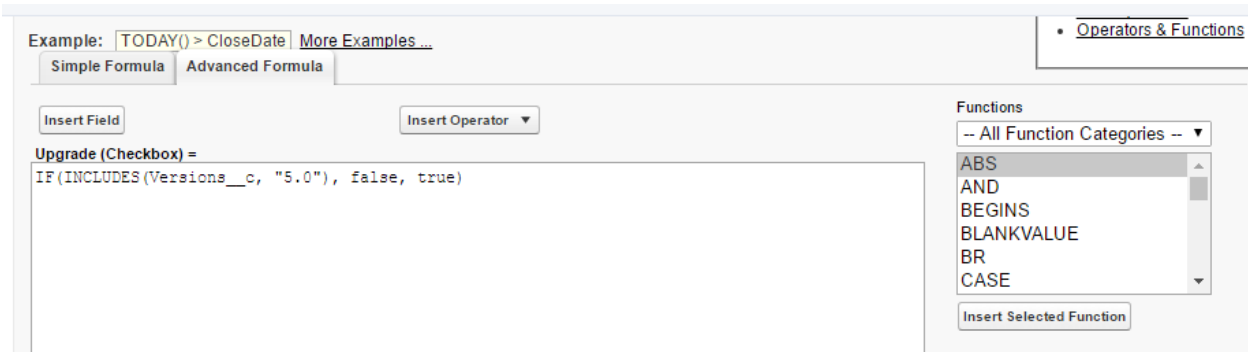 Operators & Functions
Example: TODAY() > CloseDate More Examples ...
Simple Formula Advanced Formula
Insert Field Insert Operator
Functions
-- All Function Categories --
Upgrade (Checkbox) =
IF(INCLUDES(Versions__c, "5.0"), false, true)
ABS
AND
BEGINS
BLANKVALUE
BR
CASE
Insert Selected Function